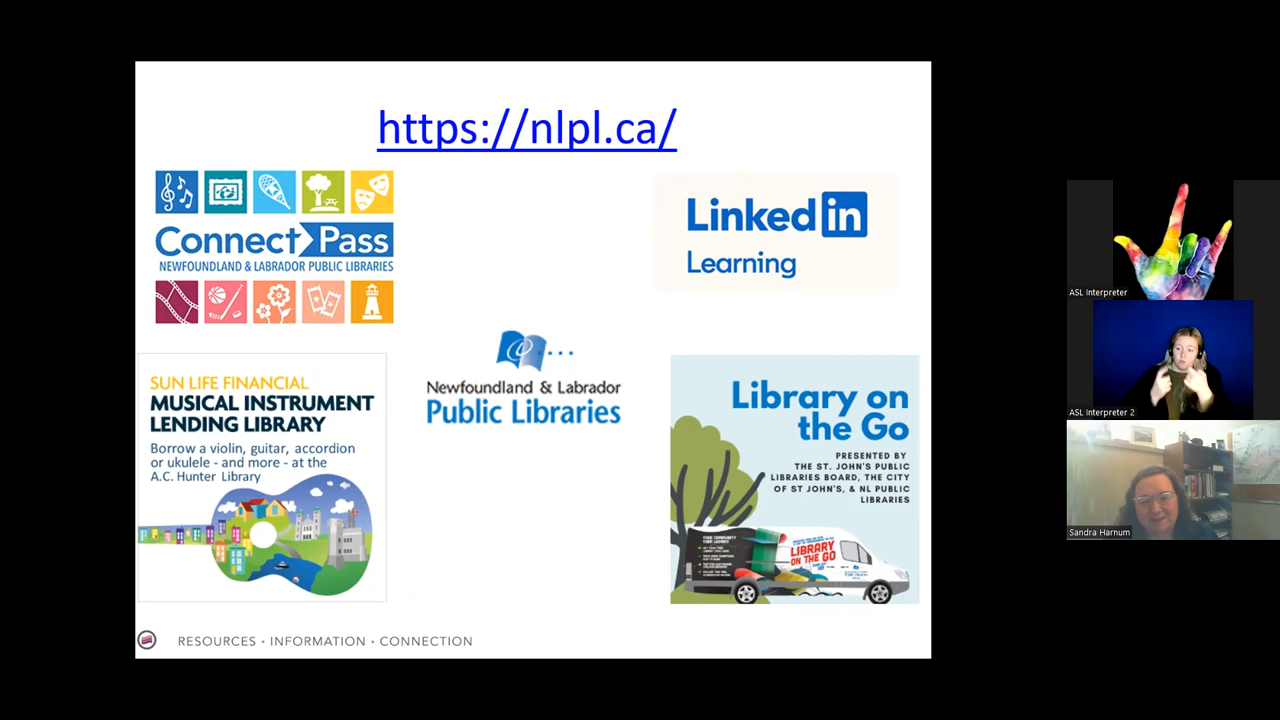 https://nlpl.ca/
Connect Pass
NEWFOUNDLAND & LABRADOR PUBLIC LIBRARIES
Linked in
Learning
SUN LIFE FINANCIAL
MUSICAL INSTRUMENT
LENDING LIBRARY
Borrow a violin, guitar, accordion
or ukulele - and more - at the
A.C. Hunter Library
Newfoundland & Labrador
Public Libraries
Library on
the Go
PRESENTED BY
THE ST. JOHN'S PUBLIC
LIBRARIES BOARD, THE CITY
OF ST JOHN'S, & NL PUBLIC
LIBRARIES
LIBRARY
ON THE GO
RESOURCES • INFORMATION • CONNECTION
ASL Interpreter
ASL Interpreter 2
Sandra Harnum